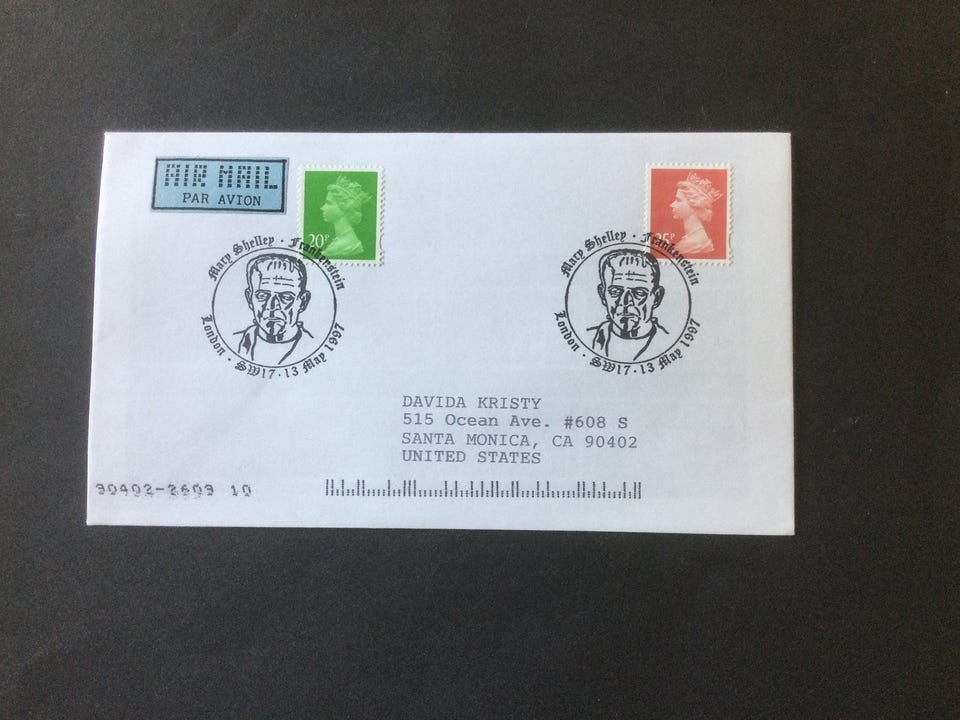 AIR MAIL
PAR AVION
20P
25P
Mary Shelley · Frankenstein
London · SW17 · 13 May 1997
Mary Shelley · Frankenstein
London · SW17 · 13 May 1997
DAVIDA KRISTY
515 Ocean Ave. #608 S
SANTA MONICA, CA 90402
UNITED STATES
90402-2609 10